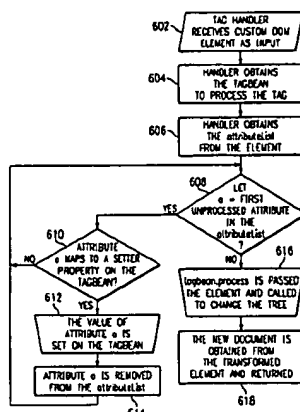 602
TAG HANDLER
RECEIVES CUSTOM DOM
ELEMENT AS INPUT
604
HANDLER OBTAINS
THE TAGBEAN
TO PROCESS THE TAG
606
HANDLER OBTAINS
THE attributeList
FROM THE ELEMENT
608
LET
a = FIRST
UNPROCESSED ATTRIBUTE
IN THE
attributeList
?
YES
NO
610
ATTRIBUTE
a MAPS TO A SETTER
PROPERTY ON THE
TAGBEAN?
NO
YES
612
THE VALUE OF
ATTRIBUTE a IS
SET ON THE TAGBEAN
ATTRIBUTE a IS REMOVED
FROM THE attributeList
614
616
tagbean.process IS PASSED
THE ELEMENT AND CALLED
TO CHANGE THE TREE
THE NEW DOCUMENT IS
OBTAINED FROM THE
TRANSFORMED
ELEMENT AND RETURNED
618